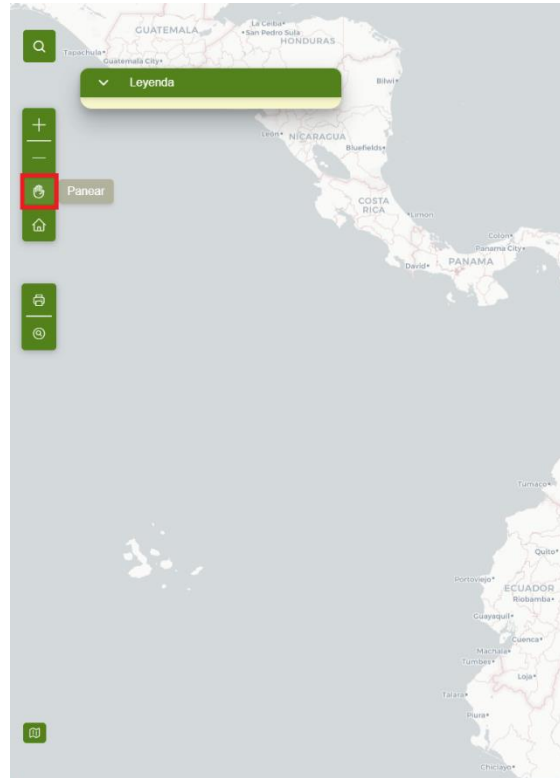 La Ceiba
GUATEMALA
San Pedro Sula
HONDURAS
Tapachula
Guatemala City
Leyenda
Bilwi
León
NICARAGUA
Bluefields
Panear
COSTA
RICA
Limon
Colón
Panama City
David
PANAMA
Tumaco
Quito
Portoviejo
ECUADOR
Riobamba
Guayaquil
Cuenca
Machala
Tumbes
Loja
Talara
Piura
Chiclayo